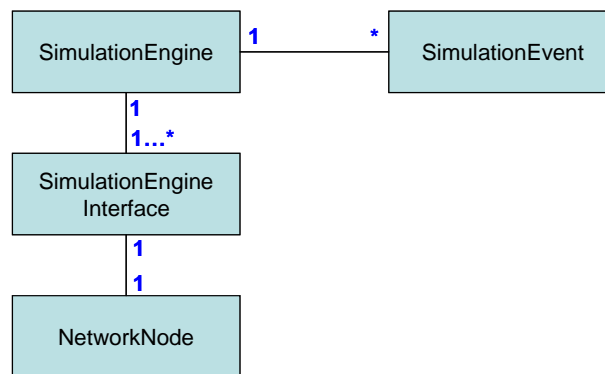 SimulationEngine
1
*
SimulationEvent
1
1...*
SimulationEngine
Interface
1
1
NetworkNode